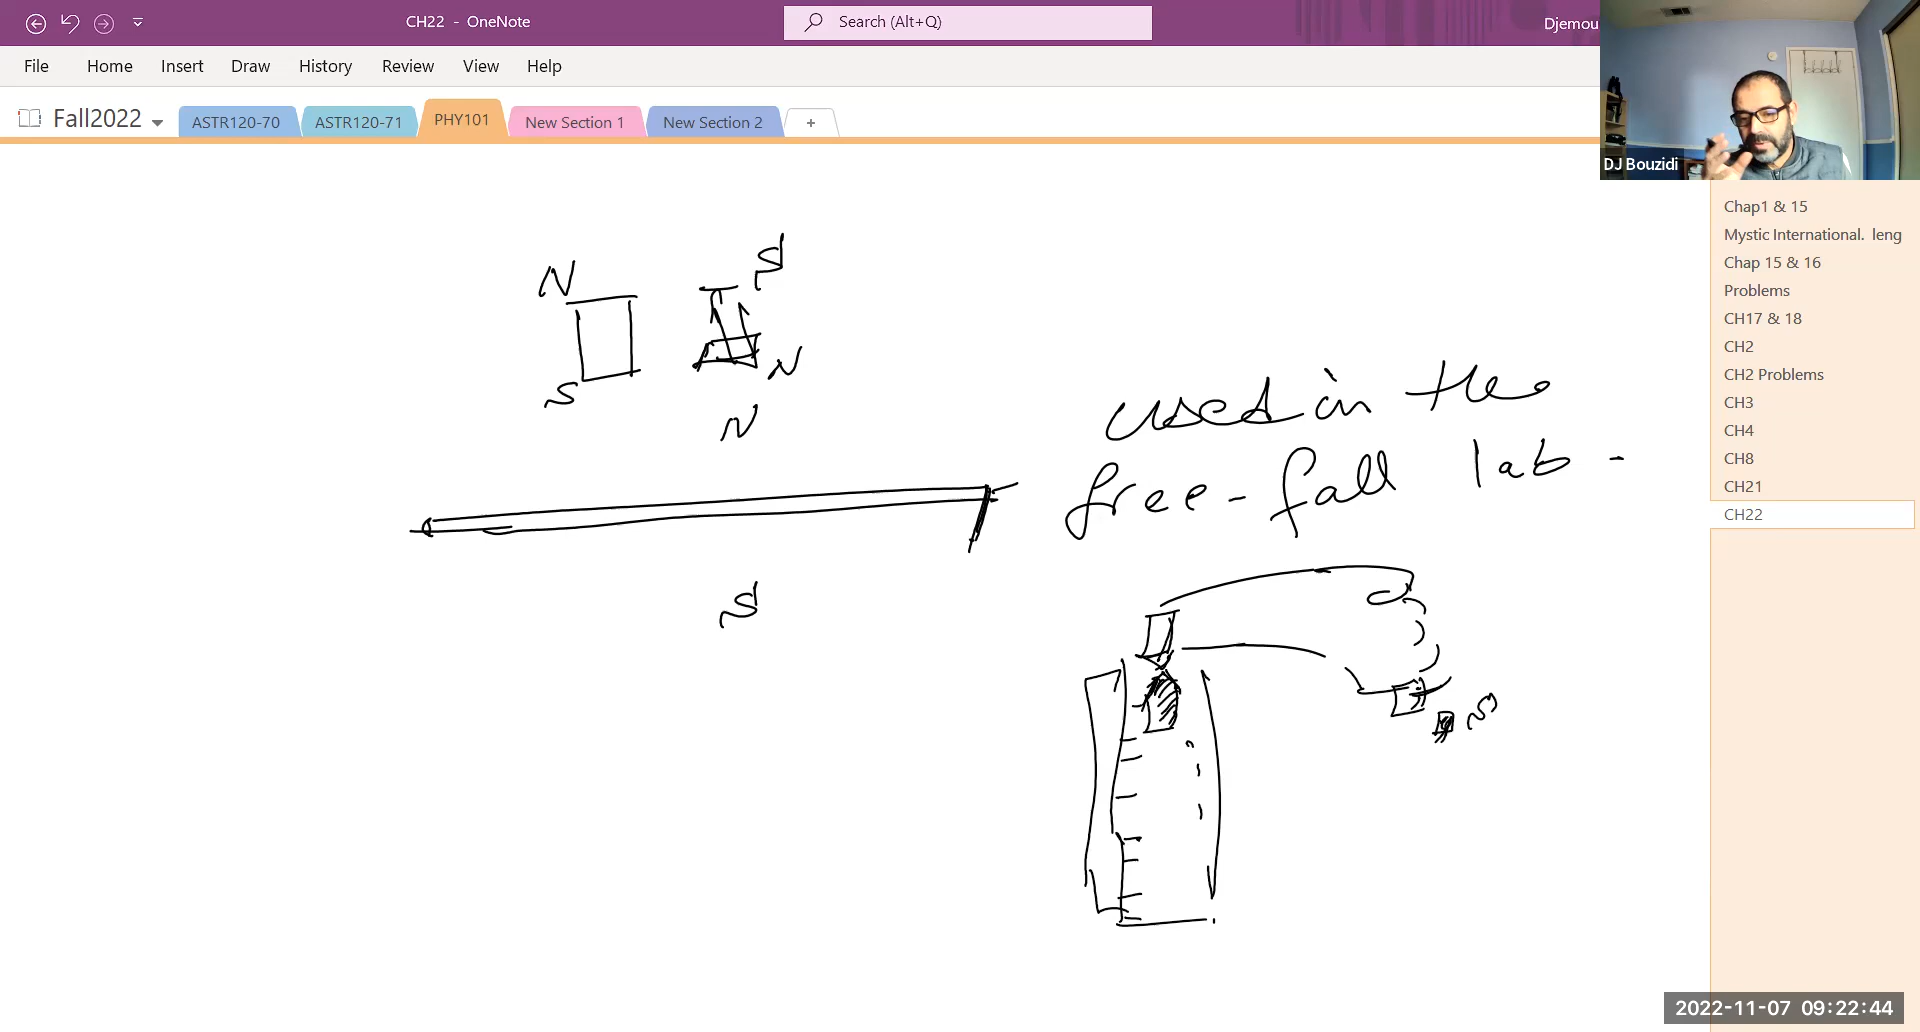 CH22 - OneNote
Search (Alt+Q)
Djemou
File Home Insert Draw History Review View Help
Fall2022
ASTR120-70
ASTR120-71
PHY101
New Section 1
New Section 2
+
DJ Bouzidi
Chap1 & 15
Mystic International. leng
Chap 15 & 16
Problems
CH17 & 18
CH2
CH2 Problems
CH3
CH4
CH8
CH21
CH22
N
S
S
N
N
S
used in the
free-fall lab -
2022-11-07 09:22:44